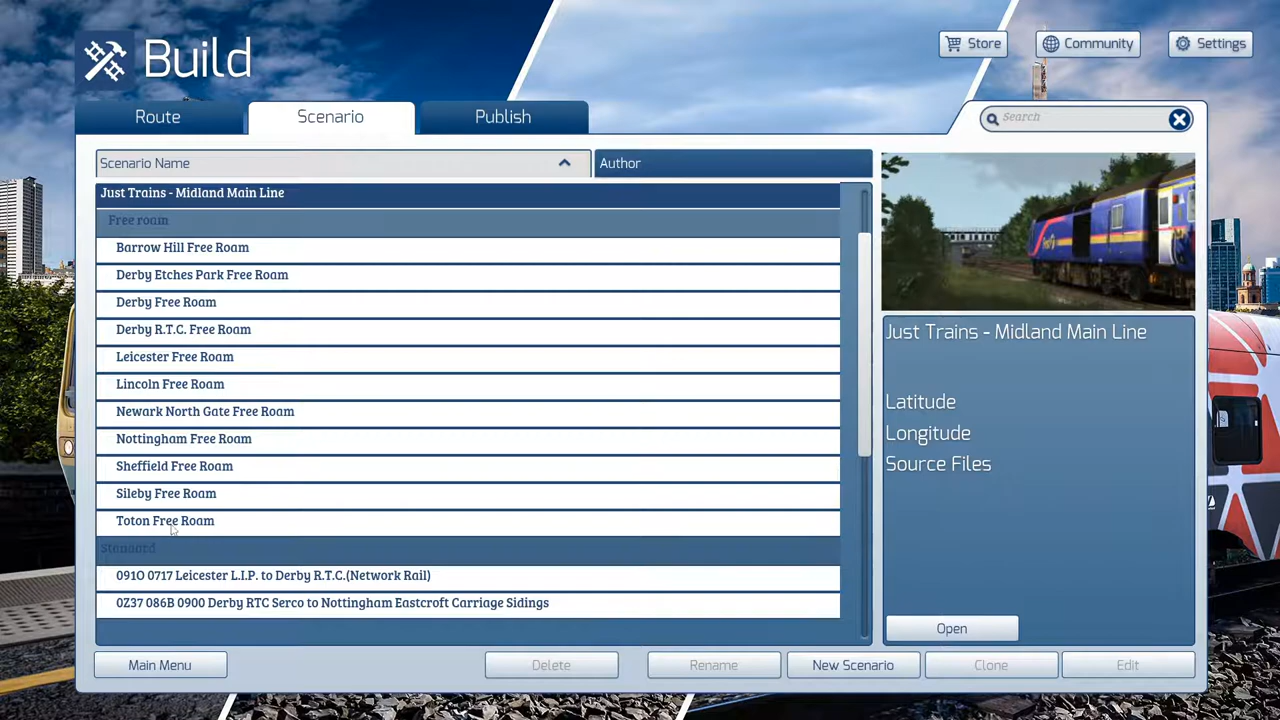 Build
Store
Community
Settings
Route
Scenario
Publish
Search
Scenario Name
Author
Just Trains - Midland Main Line
Free roam
Barrow Hill Free Roam
Derby Etches Park Free Roam
Derby Free Roam
Derby R.T.C. Free Roam
Leicester Free Roam
Lincoln Free Roam
Newark North Gate Free Roam
Nottingham Free Roam
Sheffield Free Roam
Sileby Free Roam
Toton Free Roam
Standard
091O 0717 Leicester L.I.P. to Derby R.T.C.(Network Rail)
0Z37 086B 0900 Derby RTC Serco to Nottingham Eastcroft Carriage Sidings
Just Trains - Midland Main Line
Latitude
Longitude
Source Files
Open
Main Menu
Delete
Rename
New Scenario
Clone
Edit